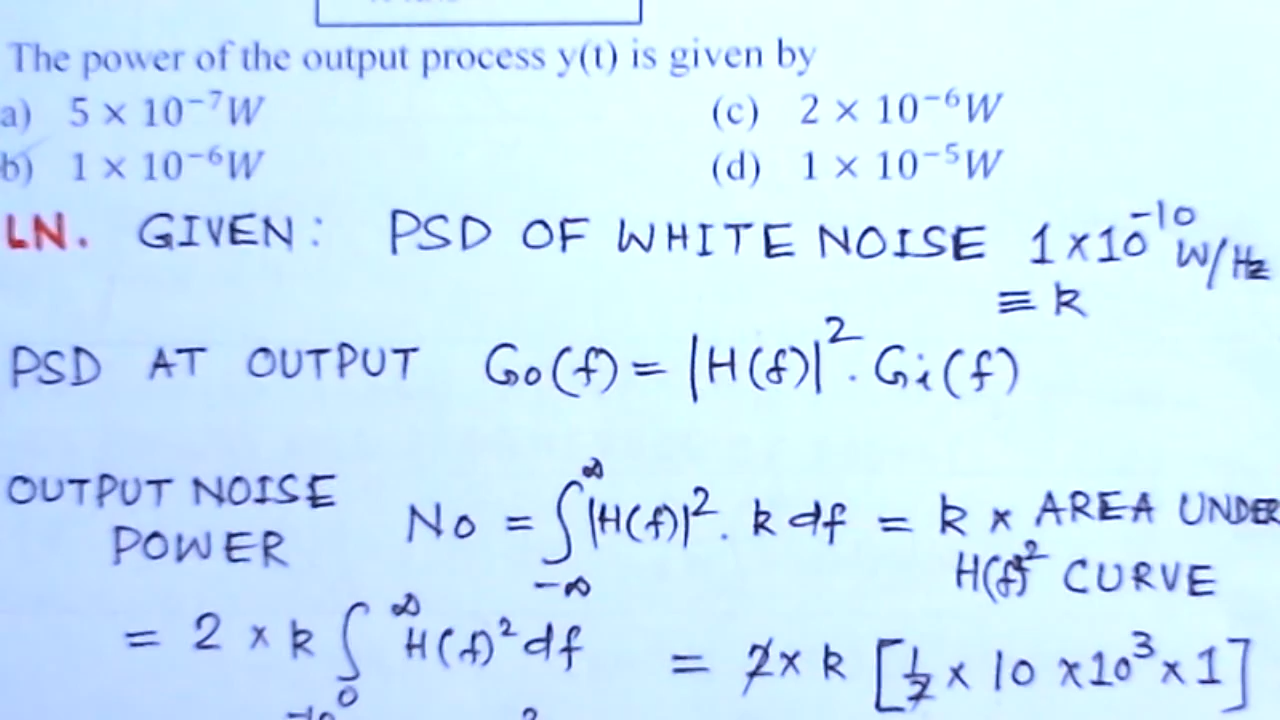 The power of the output process y(t) is given by
a) 5 × 10⁻⁷W (c) 2 × 10⁻⁶W
b) 1 × 10⁻⁶W (d) 1 × 10⁻⁵W
LN. GIVEN: PSD OF WHITE NOISE 1×10⁻¹⁰ W/Hz
≡ k
PSD AT OUTPUT Go(f) = |H(f)|². Gi(f)
OUTPUT NOISE POWER No = ∫_{-∞}^{∞} |H(f)|². k df = k × AREA UNDER
H(f)² CURVE
= 2 × k ∫_{0}^{∞} H(f)² df = 2× k [½ × 10 ×10³ × 1]